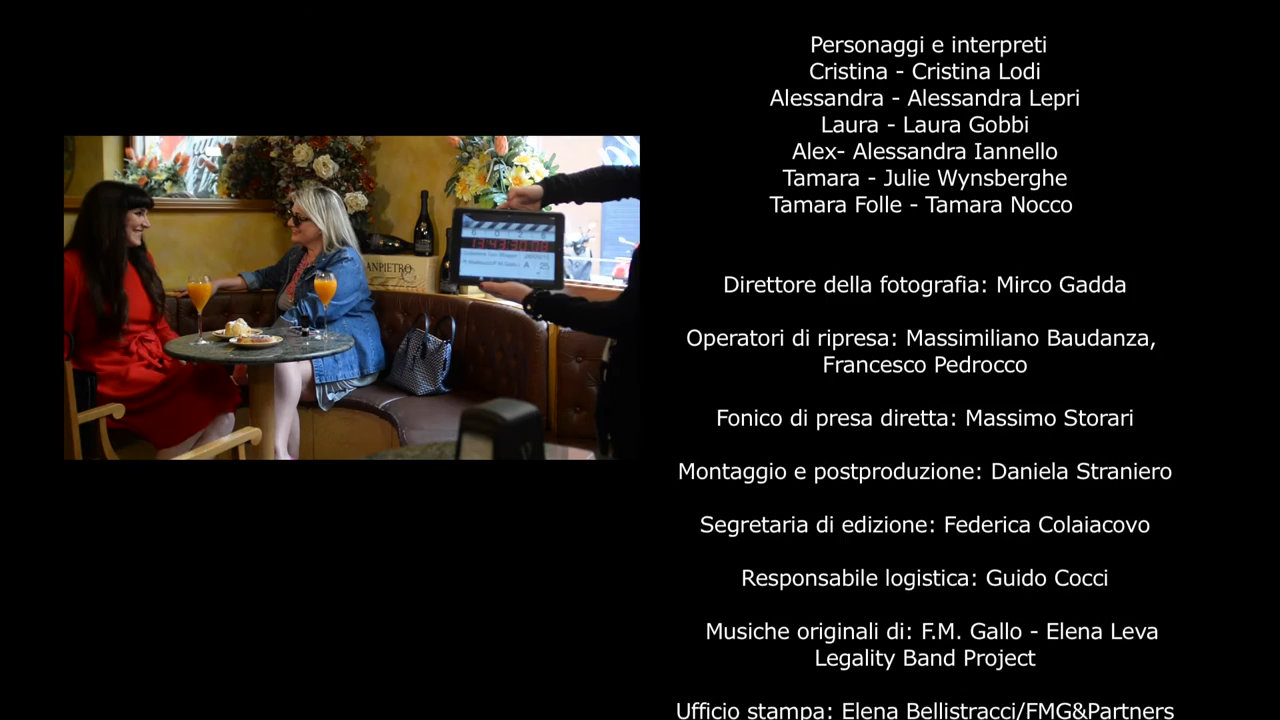 Personaggi e interpreti
Cristina - Cristina Lodi
Alessandra - Alessandra Lepri
Laura - Laura Gobbi
Alex- Alessandra Iannello
Tamara - Julie Wynsberghe
Tamara Folle - Tamara Nocco
Direttore della fotografia: Mirco Gadda
Operatori di ripresa: Massimiliano Baudanza,
Francesco Pedrocco
Fonico di presa diretta: Massimo Storari
Montaggio e postproduzione: Daniela Straniero
Segretaria di edizione: Federica Colaiacovo
Responsabile logistica: Guido Cocci
Musiche originali di: F.M. Gallo - Elena Leva
Legality Band Project
Ufficio stampa: Elena Bellistracci/FMG&Partners
ANPIETRO
A 25